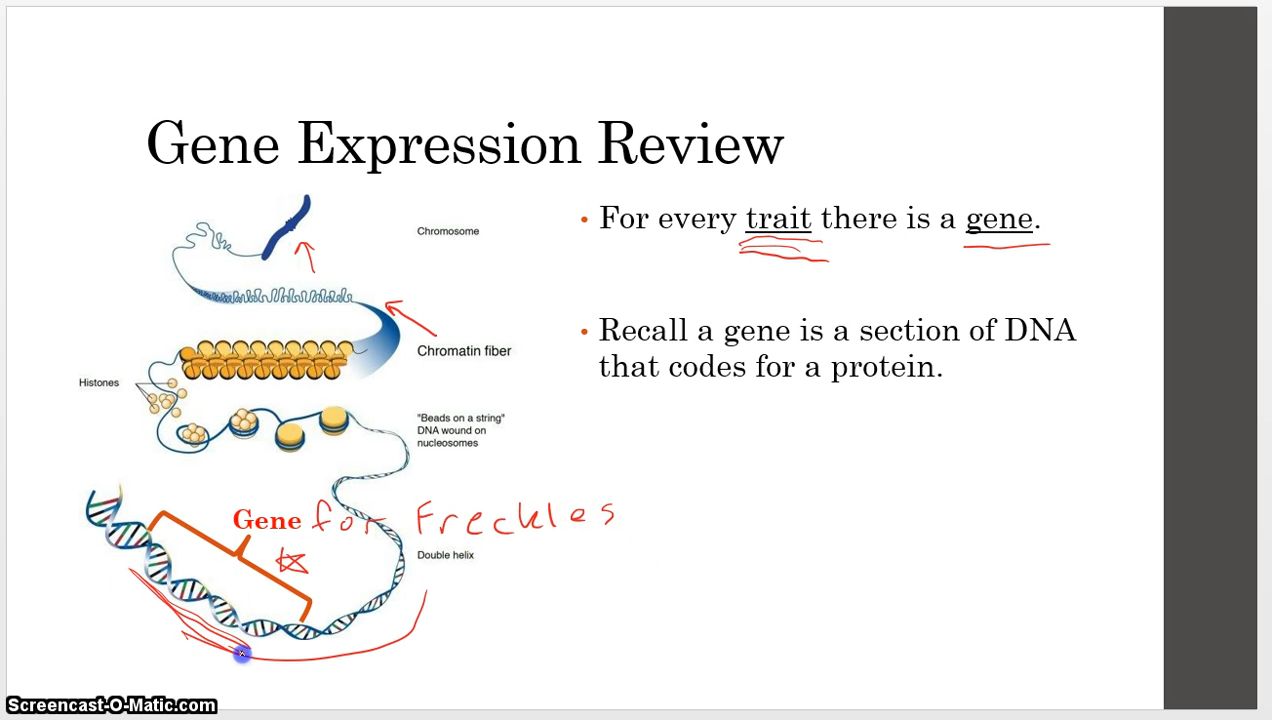 Gene Expression Review
Chromosome
Chromatin fiber
Histones
"Beads on a string"
DNA wound on
nucleosomes
Gene for Freckles
Double helix
• For every trait there is a gene.
• Recall a gene is a section of DNA
that codes for a protein.
Screencast-O-Matic.com